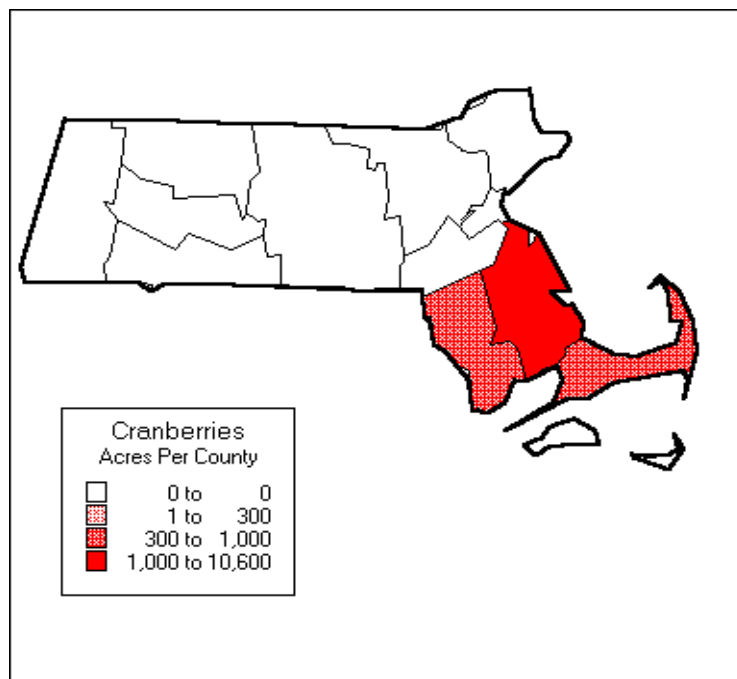 Cranberries
Acres Per County
0 to 0
1 to 300
300 to 1,000
1,000 to 10,600